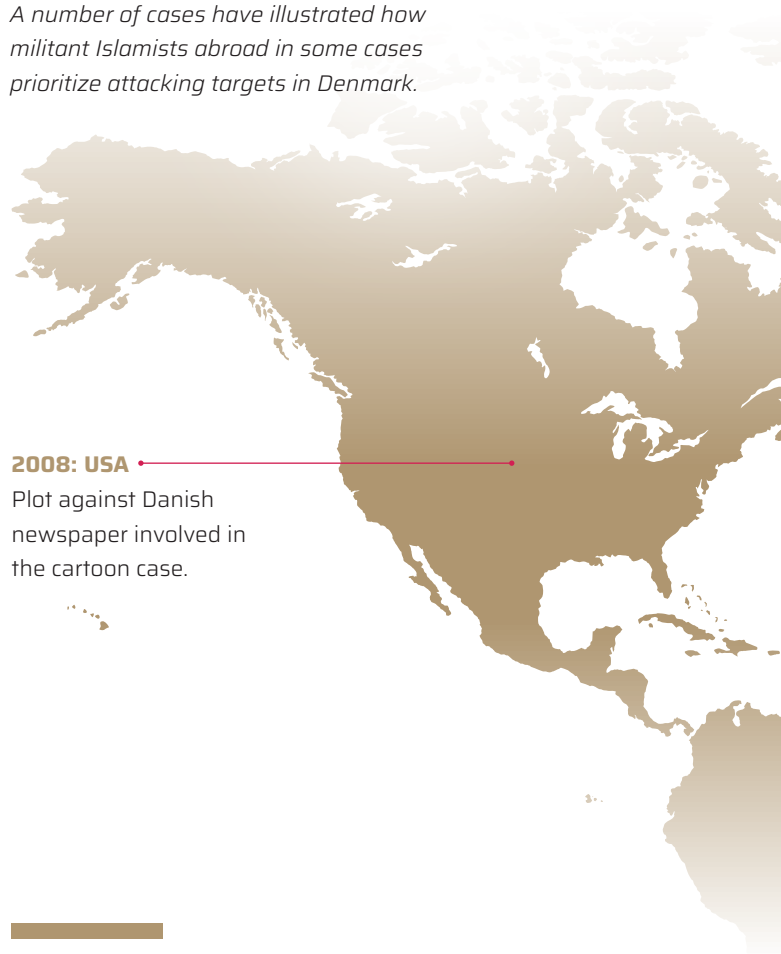 A number of cases have illustrated how
militant Islamists abroad in some cases
prioritize attacking targets in Denmark.
2008: USA
Plot against Danish
newspaper involved in
the cartoon case.